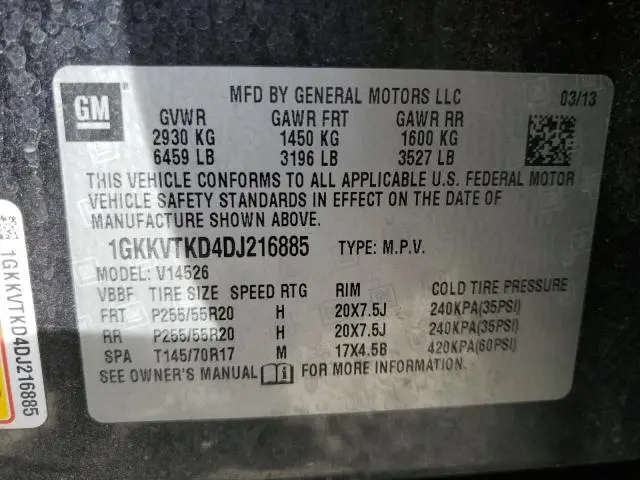 GM
MFD BY GENERAL MOTORS LLC 03/13
GVWR GAWR FRT GAWR RR
2930 KG 1450 KG 1600 KG
6459 LB 3196 LB 3527 LB
THIS VEHICLE CONFORMS TO ALL APPLICABLE U.S. FEDERAL MOTOR
VEHICLE SAFETY STANDARDS IN EFFECT ON THE DATE OF
MANUFACTURE SHOWN ABOVE.
1GKKVTKD4DJ216885 TYPE: M.P.V.
MODEL: V14526
VBBF TIRE SIZE SPEED RTG RIM COLD TIRE PRESSURE
FRT P255/55R20 H 20X7.5J 240KPA(35PSI)
RR P255/55R20 H 20X7.5J 240KPA(35PSI)
SPA T145/70R17 M 17X4.5B 420KPA(60PSI)
SEE OWNER'S MANUAL FOR MORE INFORMATION.
1GKKVTKD4DJ216885